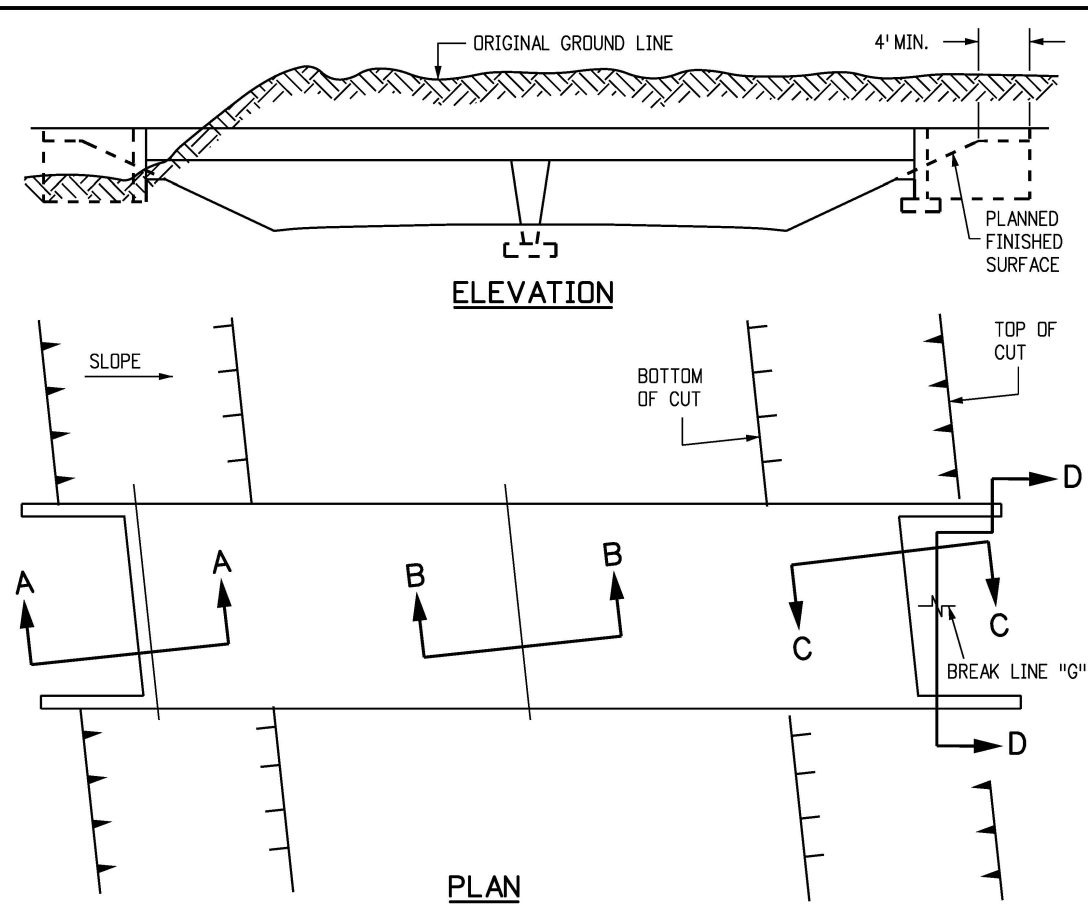 ORIGINAL GROUND LINE
4' MIN.
PLANNED
FINISHED
SURFACE
ELEVATION
SLOPE
BOTTOM
OF CUT
TOP OF
CUT
D
A
A
B
B
C
C
BREAK LINE "G"
D
PLAN